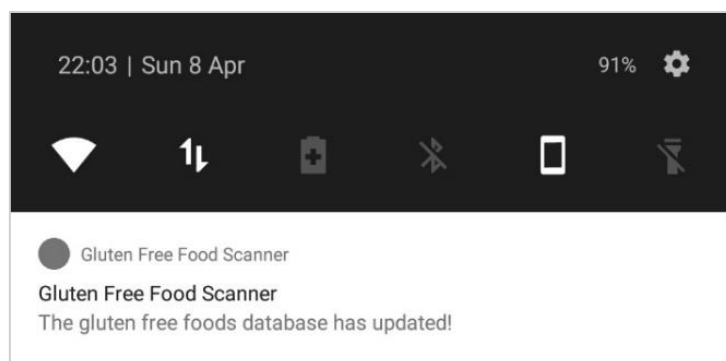 22:03 | Sun 8 Apr 91%
Gluten Free Food Scanner
Gluten Free Food Scanner
The gluten free foods database has updated!